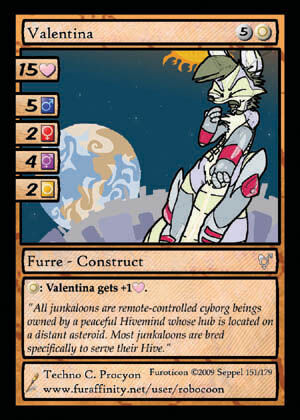 Valentina 5
15
5
2
4
2
Furre - Construct
: Valentina gets +1 .
"All junkaloons are remote-controlled cyborg beings
owned by a peaceful Hivemind whose hub is located on
a distant asteroid. Most junkaloons are bred
specifically to serve their Hive."
Techno C. Procyon Furoticon ©2009 Seppel 151/179
www.furaffinity.net/user/robocoon